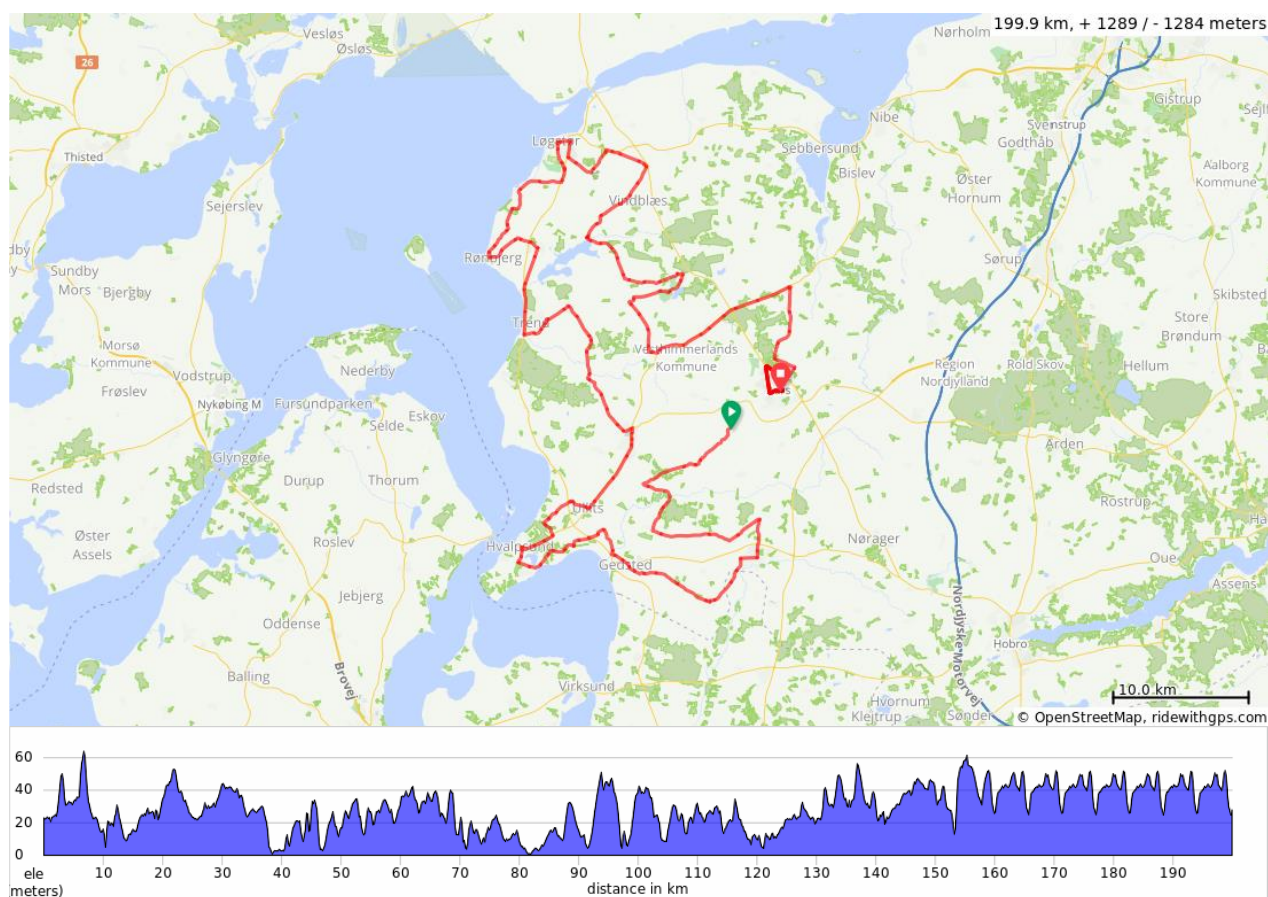 199.9 km, + 1289 / - 1284 meters
Nørholm
Vesløs
Øsløs
26
Gistrup
Nibe
Svenstrup
Godthåb
Løgstør
Sebbersund
Thisted
Bislev
Aalborg
Kommune
Øster
Hornum
Sejerslev
Vindblæs
Rønbjerg
Sørup
Sundby
Mors
Bjergby
Skibsted
Store
Brøndum
Trend
Morsø
Kommune
Vesthimmerlands
Kommune
Nederby
Region
Nordjylland
Rold Skov
Hellum
Vodstrup
Frøslev
Nykøbing M
Fursundparken
Selde
Eskov
Arden
Glyngøre
Durup
Thorum
Redsted
Rostrup
Ullits
Øster
Assels
Roslev
Hvalpsund
Nørager
Gedsted
Oue
Assens
Jebjerg
Oddense
Hobro
Nordjyske Motorvej
Balling
Brovej
Virksund
Hvornum
Klejtrup
Sønder
10.0 km
© OpenStreetMap, ridewithgps.com
60
40
20
0
ele
meters)
10 20 30 40 50 60 70 80 90 100 110 120 130 140 150 160 170 180 190
distance in km